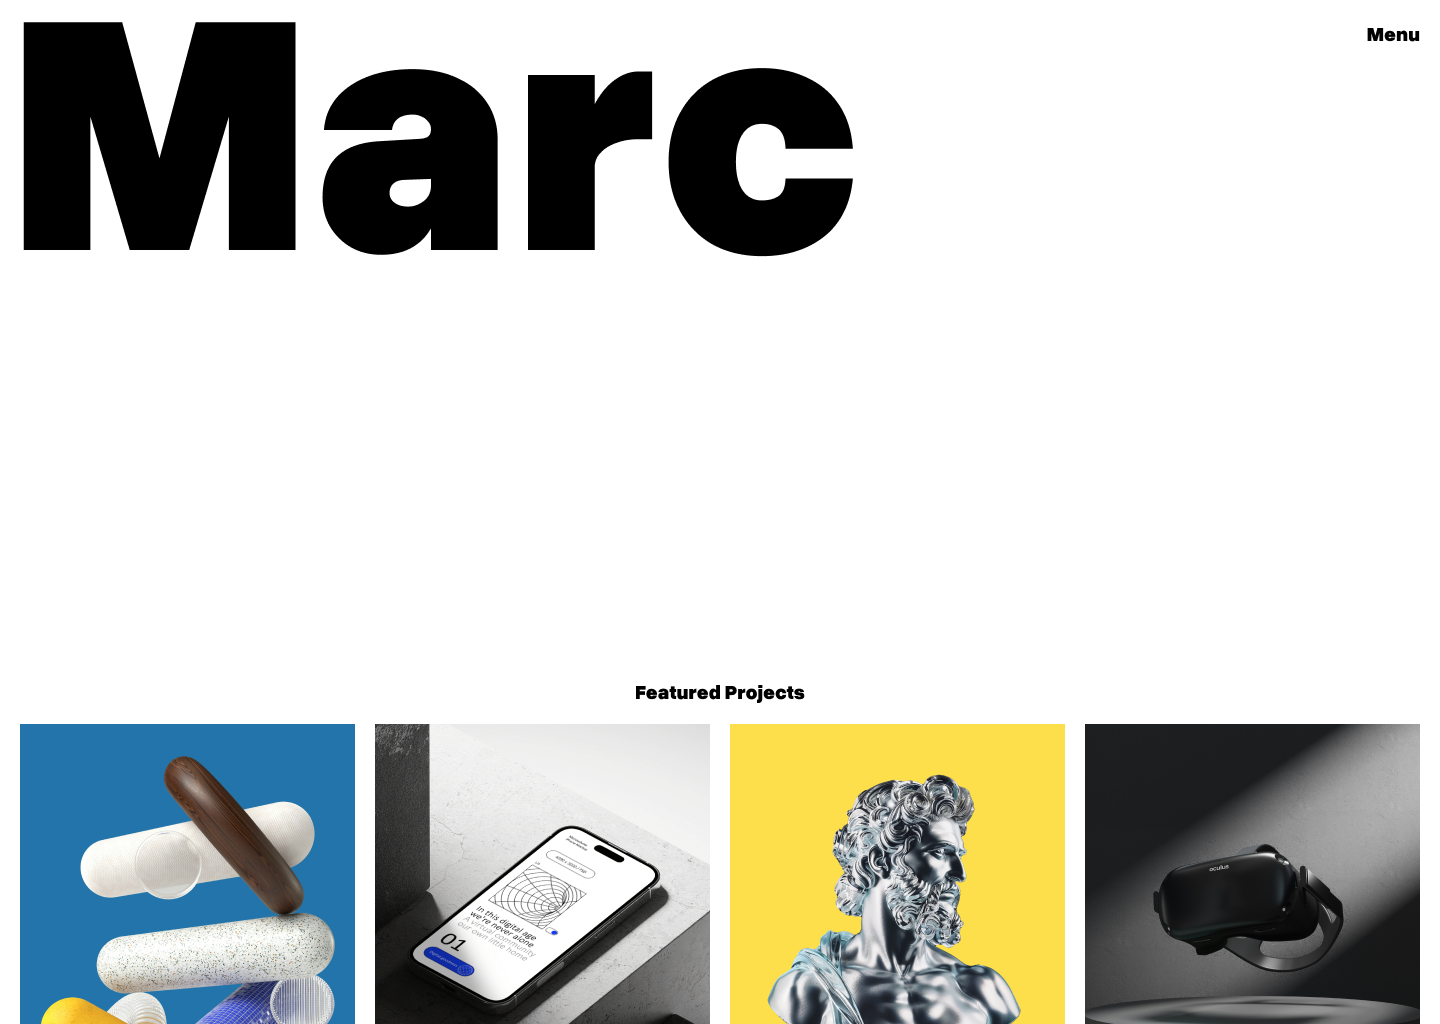 Marc
Menu
Featured Projects
In this digital age
we're never alone
A virtual community
our own little home
01
oculus